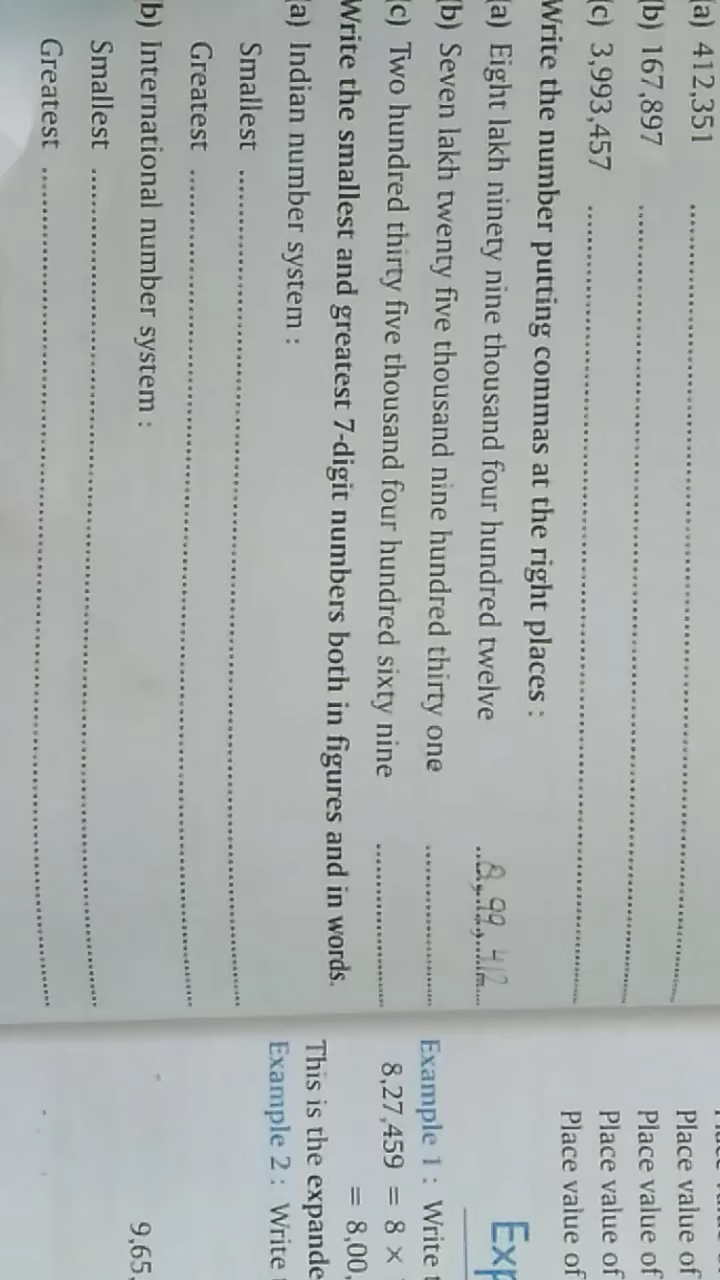 (a) 412,351 ........
(b) 167,897 ........
(c) 3,993,457 ........
Write the number putting commas at the right places :
(a) Eight lakh ninety nine thousand four hundred twelve 8,99,412
(b) Seven lakh twenty five thousand nine hundred thirty one ........
(c) Two hundred thirty five thousand four hundred sixty nine ........
Write the smallest and greatest 7-digit numbers both in figures and in words.
(a) Indian number system :
Smallest ........
Greatest ........
b) International number system :
Smallest ........
Greatest ........
Place value of
Place value of
Place value of
Place value of
Exp
Example 1 : Write t
8,27,459 = 8 ×
= 8,00,
This is the expande
Example 2 : Write
9,65,